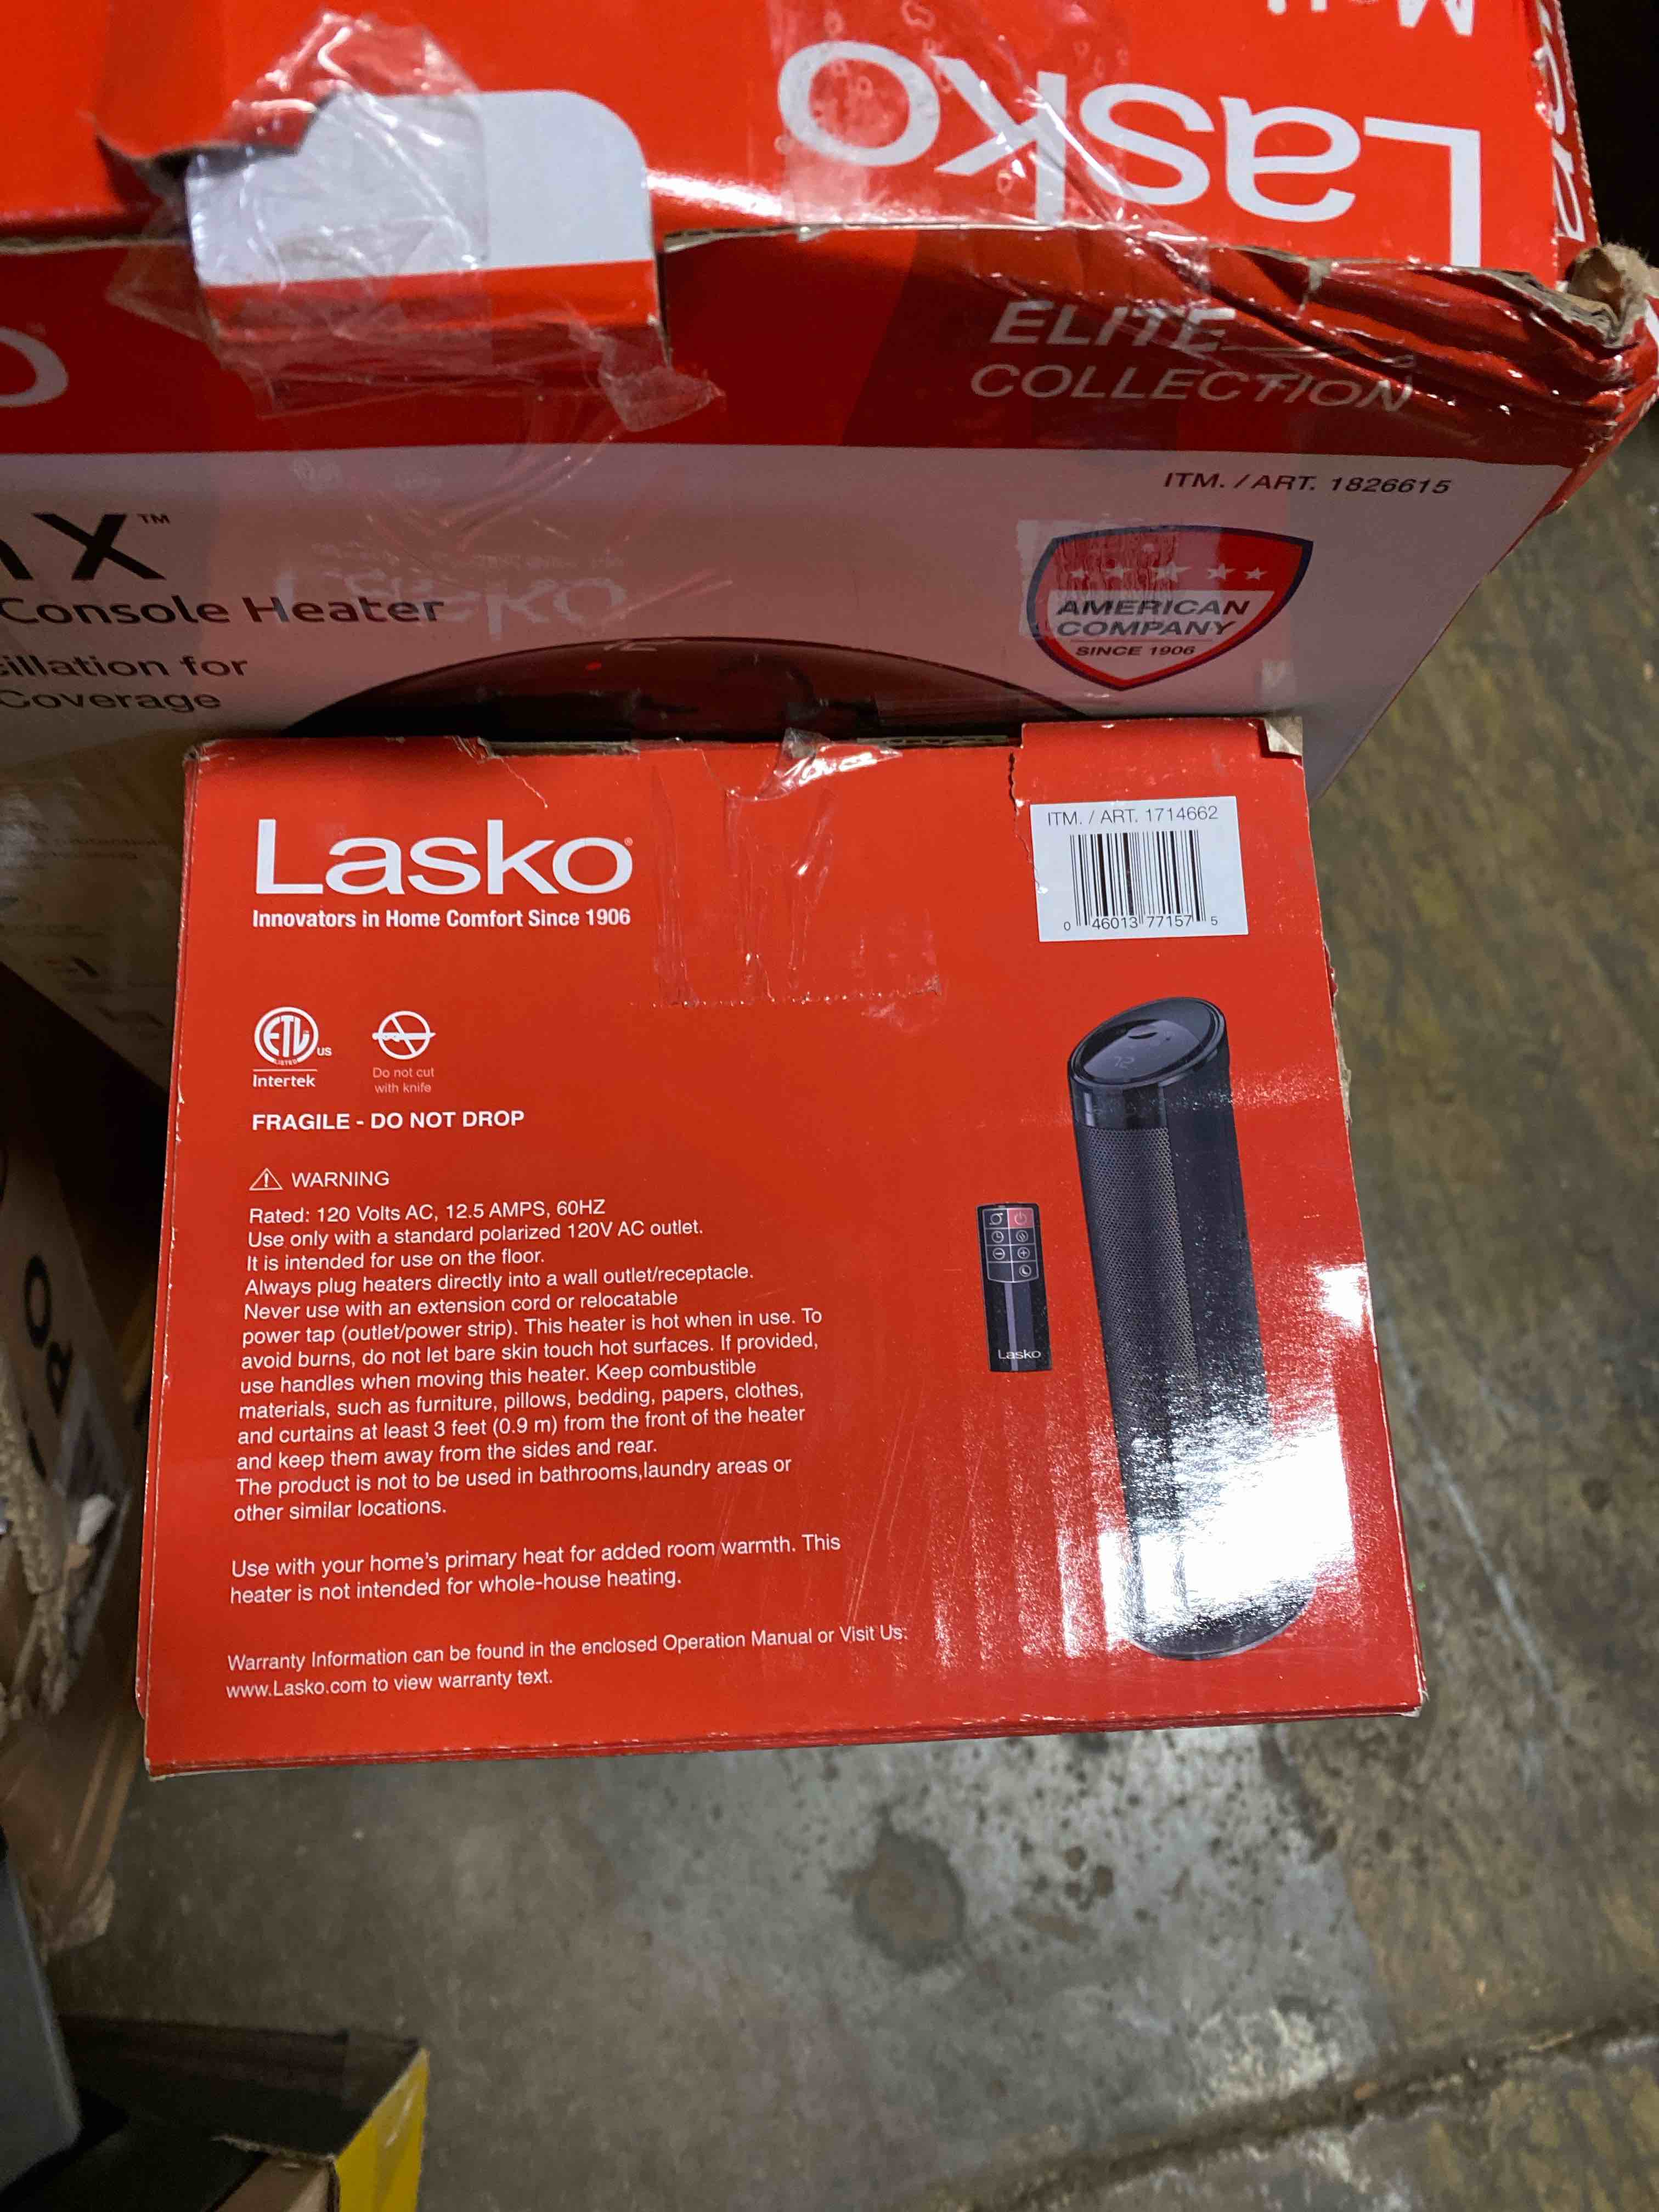 Lasko
ELITE
COLLECTION
ITM. / ART. 1826615
X™
Console Heater
for
Coverage
AMERICAN
COMPANY
SINCE 1906
Lasko®
Innovators in Home Comfort Since 1906
ITM. / ART. 1714662
0 46013 77157 5
ETL US
LISTED
Intertek
Do not cut
with knife
FRAGILE - DO NOT DROP
WARNING
Rated: 120 Volts AC, 12.5 AMPS, 60HZ
Use only with a standard polarized 120V AC outlet.
It is intended for use on the floor.
Always plug heaters directly into a wall outlet/receptacle.
Never use with an extension cord or relocatable
power tap (outlet/power strip). This heater is hot when in use. To
avoid burns, do not let bare skin touch hot surfaces. If provided,
use handles when moving this heater. Keep combustible
materials, such as furniture, pillows, bedding, papers, clothes,
and curtains at least 3 feet (0.9 m) from the front of the heater
and keep them away from the sides and rear.
The product is not to be used in bathrooms,laundry areas or
other similar locations.
Use with your home's primary heat for added room warmth. This
heater is not intended for whole-house heating.
Warranty Information can be found in the enclosed Operation Manual or Visit Us:
www.Lasko.com to view warranty text.
72
Lasko